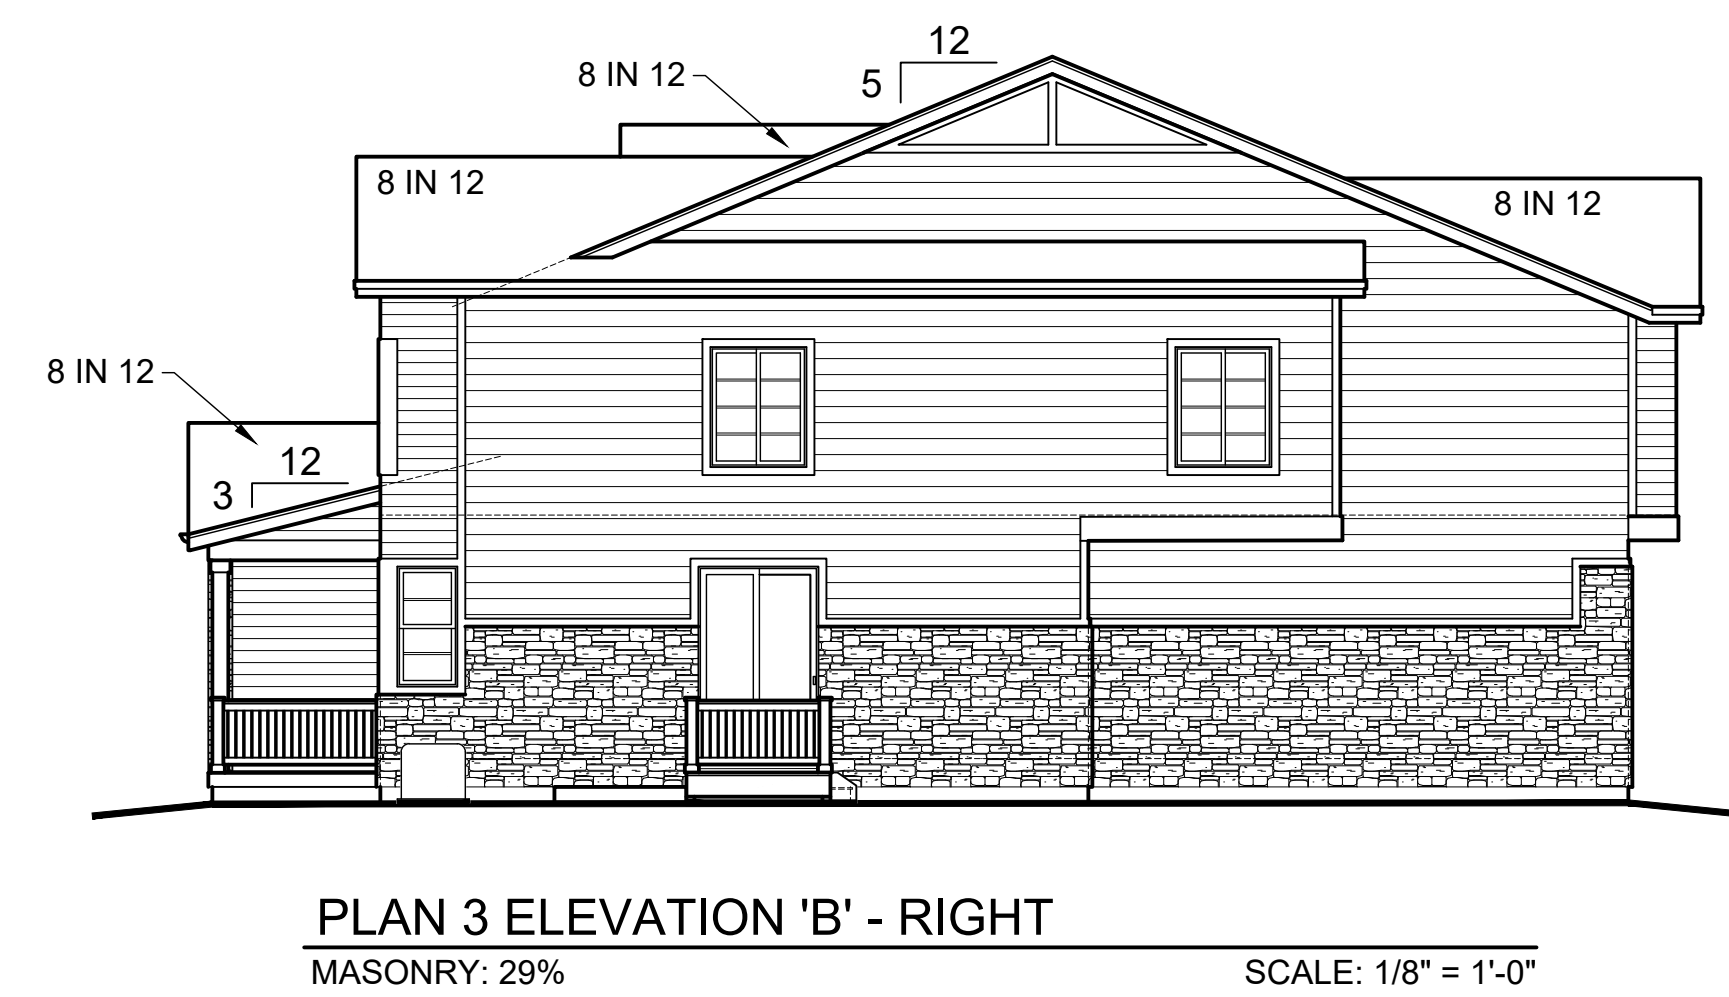 12
8 IN 12
5
8 IN 12
8 IN 12
8 IN 12
12
3
PLAN 3 ELEVATION 'B' - RIGHT
MASONRY: 29%
SCALE: 1/8" = 1'-0"